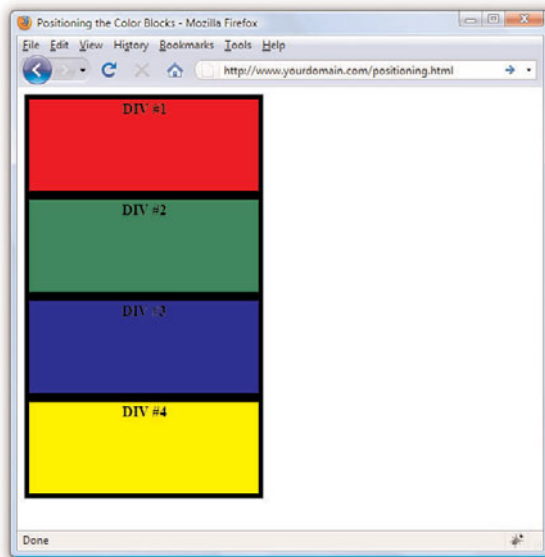 Positioning the Color Blocks - Mozilla Firefox
File Edit View History Bookmarks Tools Help
http://www.yourdomain.com/positioning.html
DIV #1
DIV #2
DIV #3
DIV #4
Done